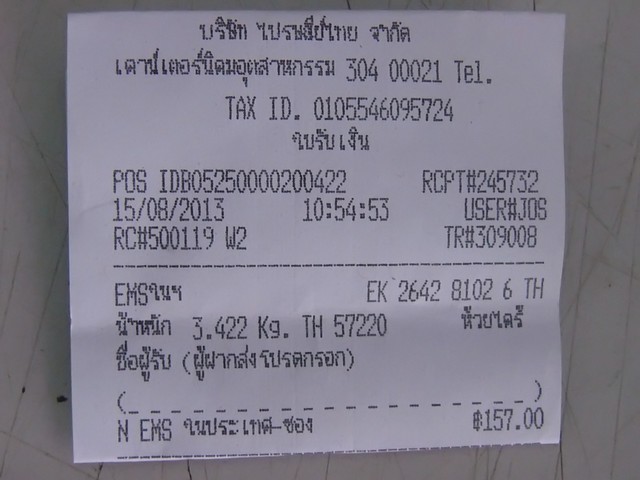 บริษัท ไปรษณีย์ไทย จำกัด
เคาน์เตอร์นิคมอุตสาหกรรม 304 00021 Tel.
TAX ID. 0105546095724
ใบรับเงิน
POS IDB05250000200422 RCPT#245732
15/08/2013 10:54:53 USER#JOS
RC#500119 W2 TR#309008
EMSในฯ EK 2642 8102 6 TH
น้ำหนัก 3.422 Kg. TH 57220 ห้วยไคร้
ชื่อผู้รับ (ผู้ฝากส่งโปรดกรอก)
(_ _ _ _ _ _ _ _ _ _ _ _ _ _ _ _ _ _)
N EMS ในประเทศ-ซอง ฿157.00